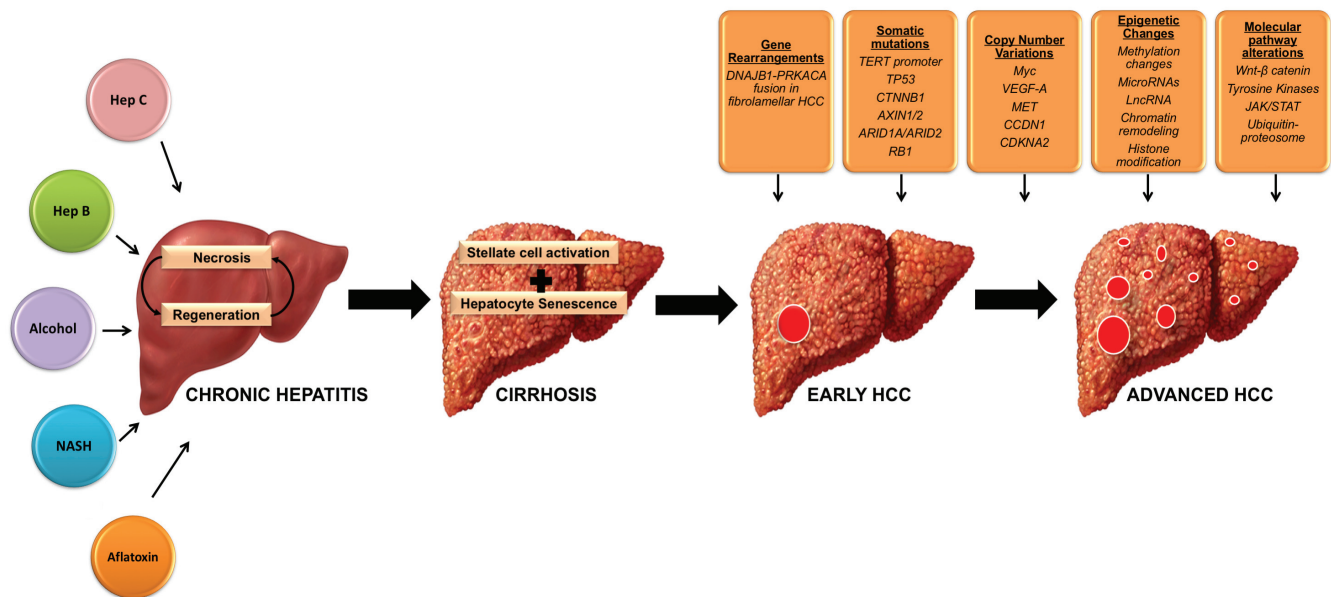 Hep C
Hep B
Alcohol
NASH
Aflatoxin
Necrosis
Regeneration
CHRONIC HEPATITIS
Stellate cell activation
Hepatocyte Senescence
CIRRHOSIS
Gene
Rearrangements
DNAJB1-PRKACA
fusion in
fibrolamellar HCC
Somatic
mutations
TERT promoter
TP53
CTNNB1
AXIN1/2
ARID1A/ARID2
RB1
Copy Number
Variations
Myc
VEGF-A
MET
CCDN1
CDKNA2
Epigenetic
Changes
Methylation
changes
MicroRNAs
LncRNA
Chromatin
remodeling
Histone
modification
Molecular
pathway
alterations
Wnt-β catenin
Tyrosine Kinases
JAK/STAT
Ubiquitin-
proteosome
EARLY HCC
ADVANCED HCC